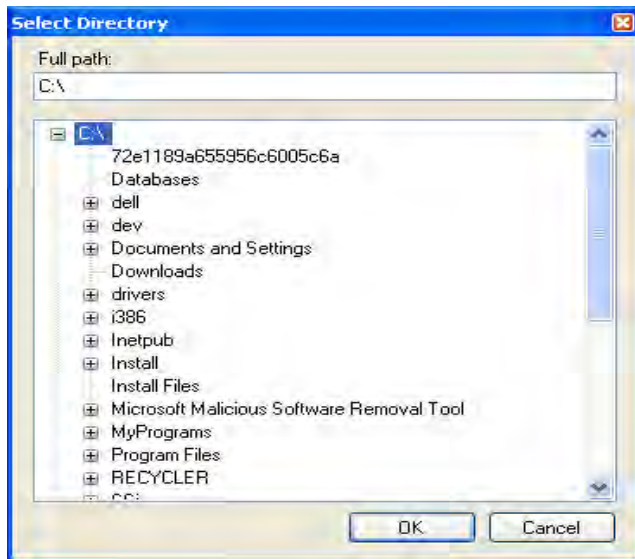 Select Directory
Full path:
C:\
C:\
72e1189a655956c6005c6a
Databases
dell
dev
Documents and Settings
Downloads
drivers
i386
Inetpub
Install
Install Files
Microsoft Malicious Software Removal Tool
MyPrograms
Program Files
RECYCLER
OK
Cancel